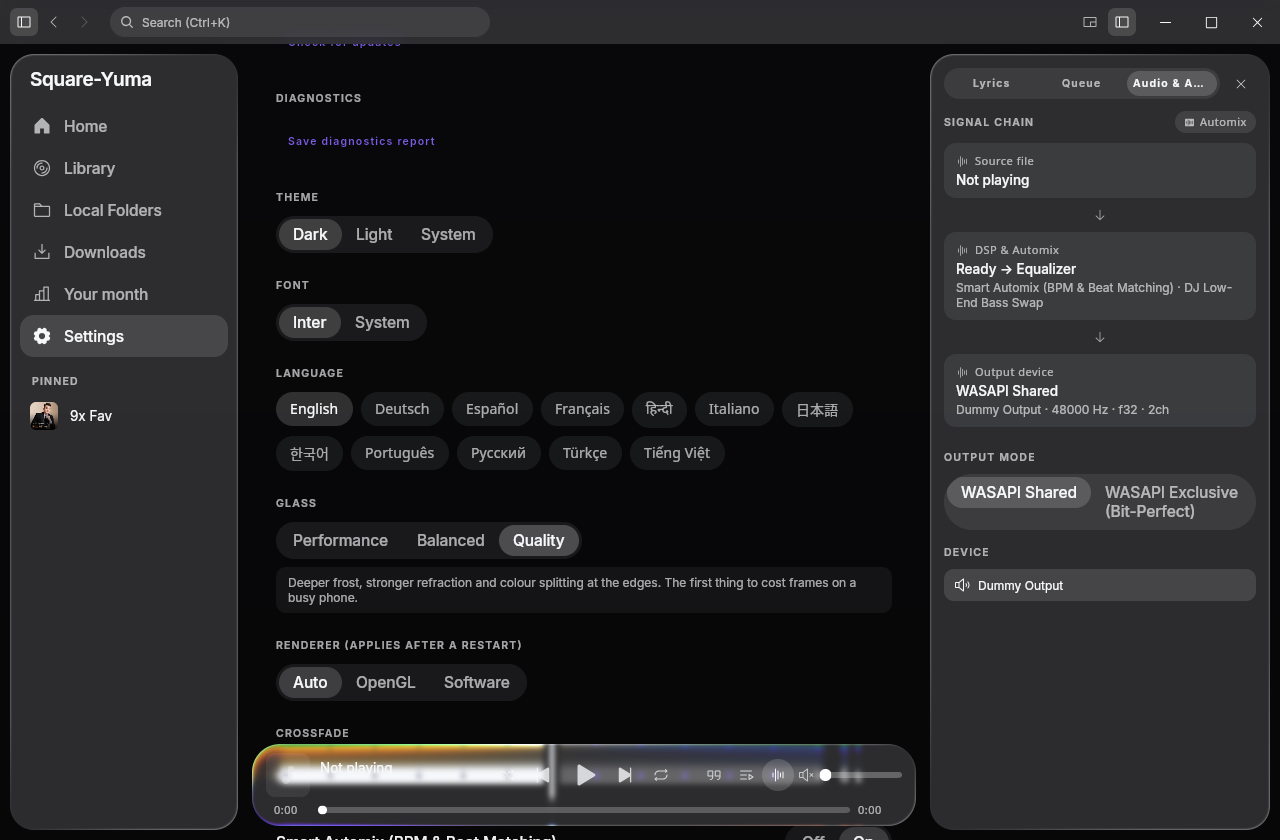 Search (Ctrl+K)
Square-Yuma
Home
Library
Local Folders
Downloads
Your month
Settings
PINNED
9x Fav
Check for updates
DIAGNOSTICS
Save diagnostics report
THEME
Dark Light System
FONT
Inter System
LANGUAGE
English Deutsch Español Français हिन्दी Italiano 日本語
한국어 Português Русский Türkçe Tiếng Việt
GLASS
Performance Balanced Quality
Deeper frost, stronger refraction and colour splitting at the edges. The first thing to cost frames on a
busy phone.
RENDERER (APPLIES AFTER A RESTART)
Auto OpenGL Software
CROSSFADE
Not playing
0:00 0:00
Smart Automix (BPM & Beat Matching) Off On
Lyrics Queue Audio & A...
SIGNAL CHAIN Automix
Source file
Not playing
↓
DSP & Automix
Ready → Equalizer
Smart Automix (BPM & Beat Matching) · DJ Low-
End Bass Swap
↓
Output device
WASAPI Shared
Dummy Output · 48000 Hz · f32 · 2ch
OUTPUT MODE
WASAPI Shared WASAPI Exclusive
(Bit-Perfect)
DEVICE
Dummy Output